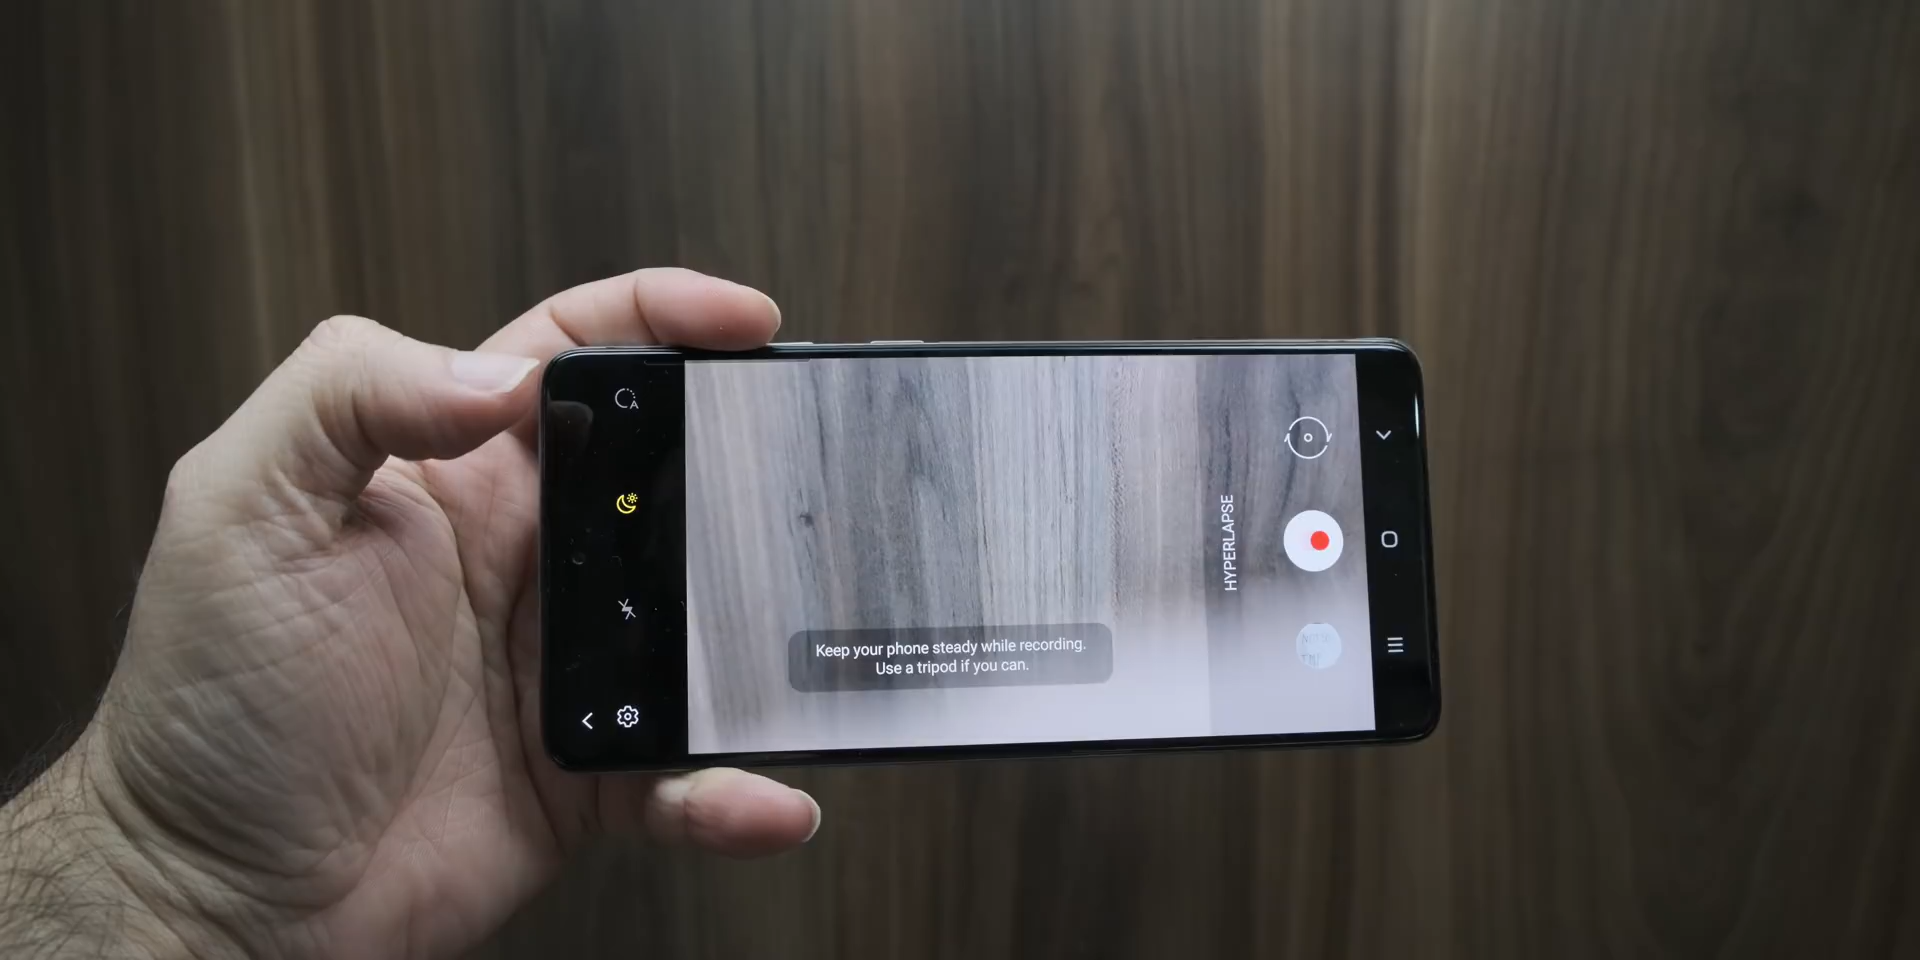 Keep your phone steady while recording.
Use a tripod if you can.
HYPERLAPSE
A